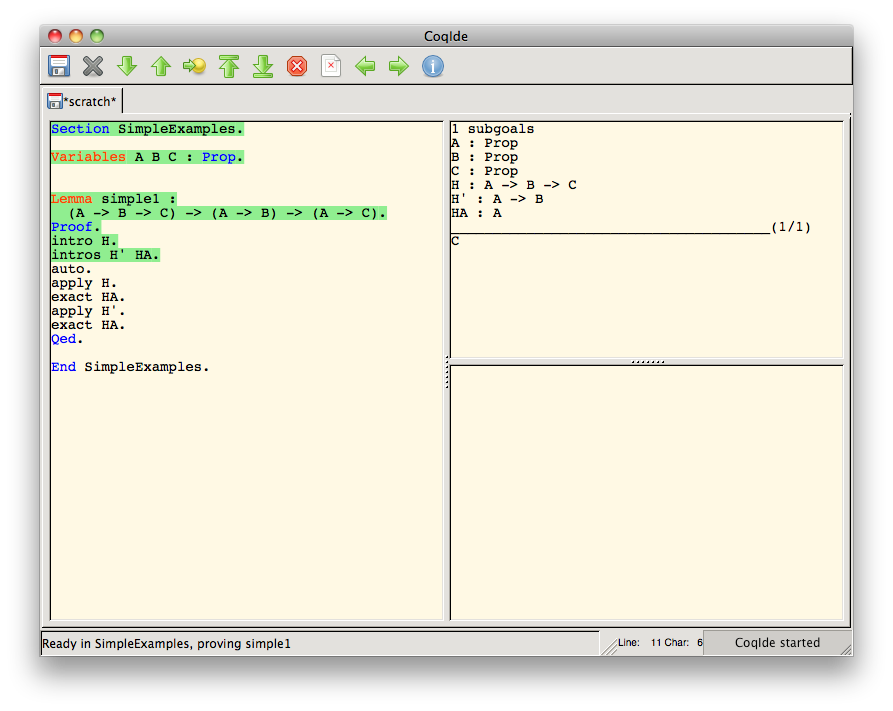 CoqIde
*scratch*
Section SimpleExamples.
Variables A B C : Prop.
Lemma simple1 :
(A -> B -> C) -> (A -> B) -> (A -> C).
Proof.
intro H.
intros H' HA.
auto.
apply H.
exact HA.
apply H'.
exact HA.
Qed.
End SimpleExamples.
1 subgoals
A : Prop
B : Prop
C : Prop
H : A -> B -> C
H' : A -> B
HA : A
______________________________________(1/1)
C
Ready in SimpleExamples, proving simple1
Line: 11 Char: 6
CoqIde started